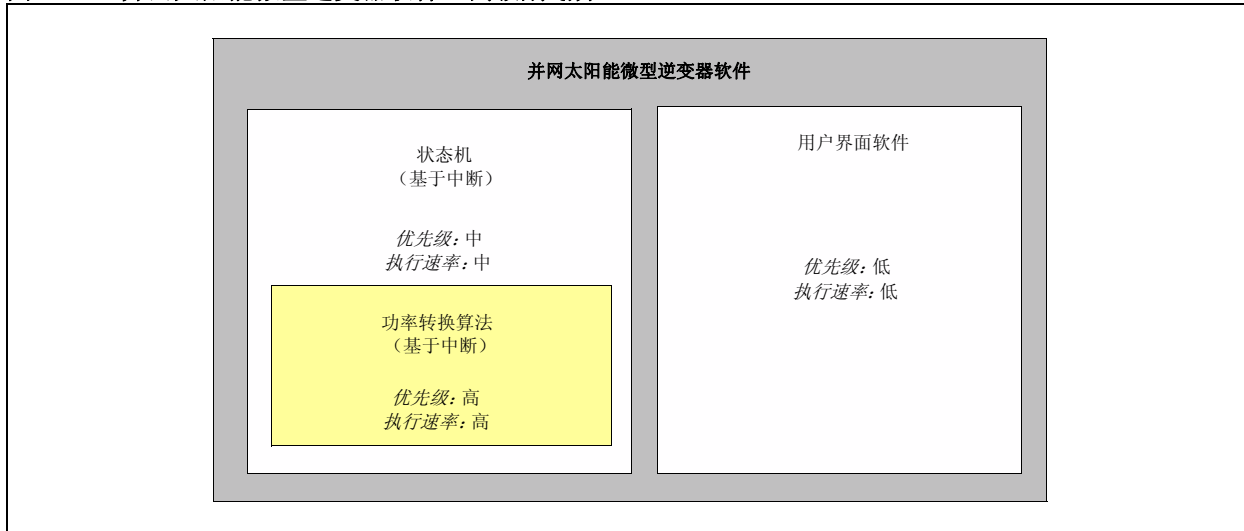 并网太阳能微型逆变器软件
状态机
（基于中断）
优先级：中
执行速率：中
功率转换算法
（基于中断）
优先级：高
执行速率：高
用户界面软件
优先级：低
执行速率：低